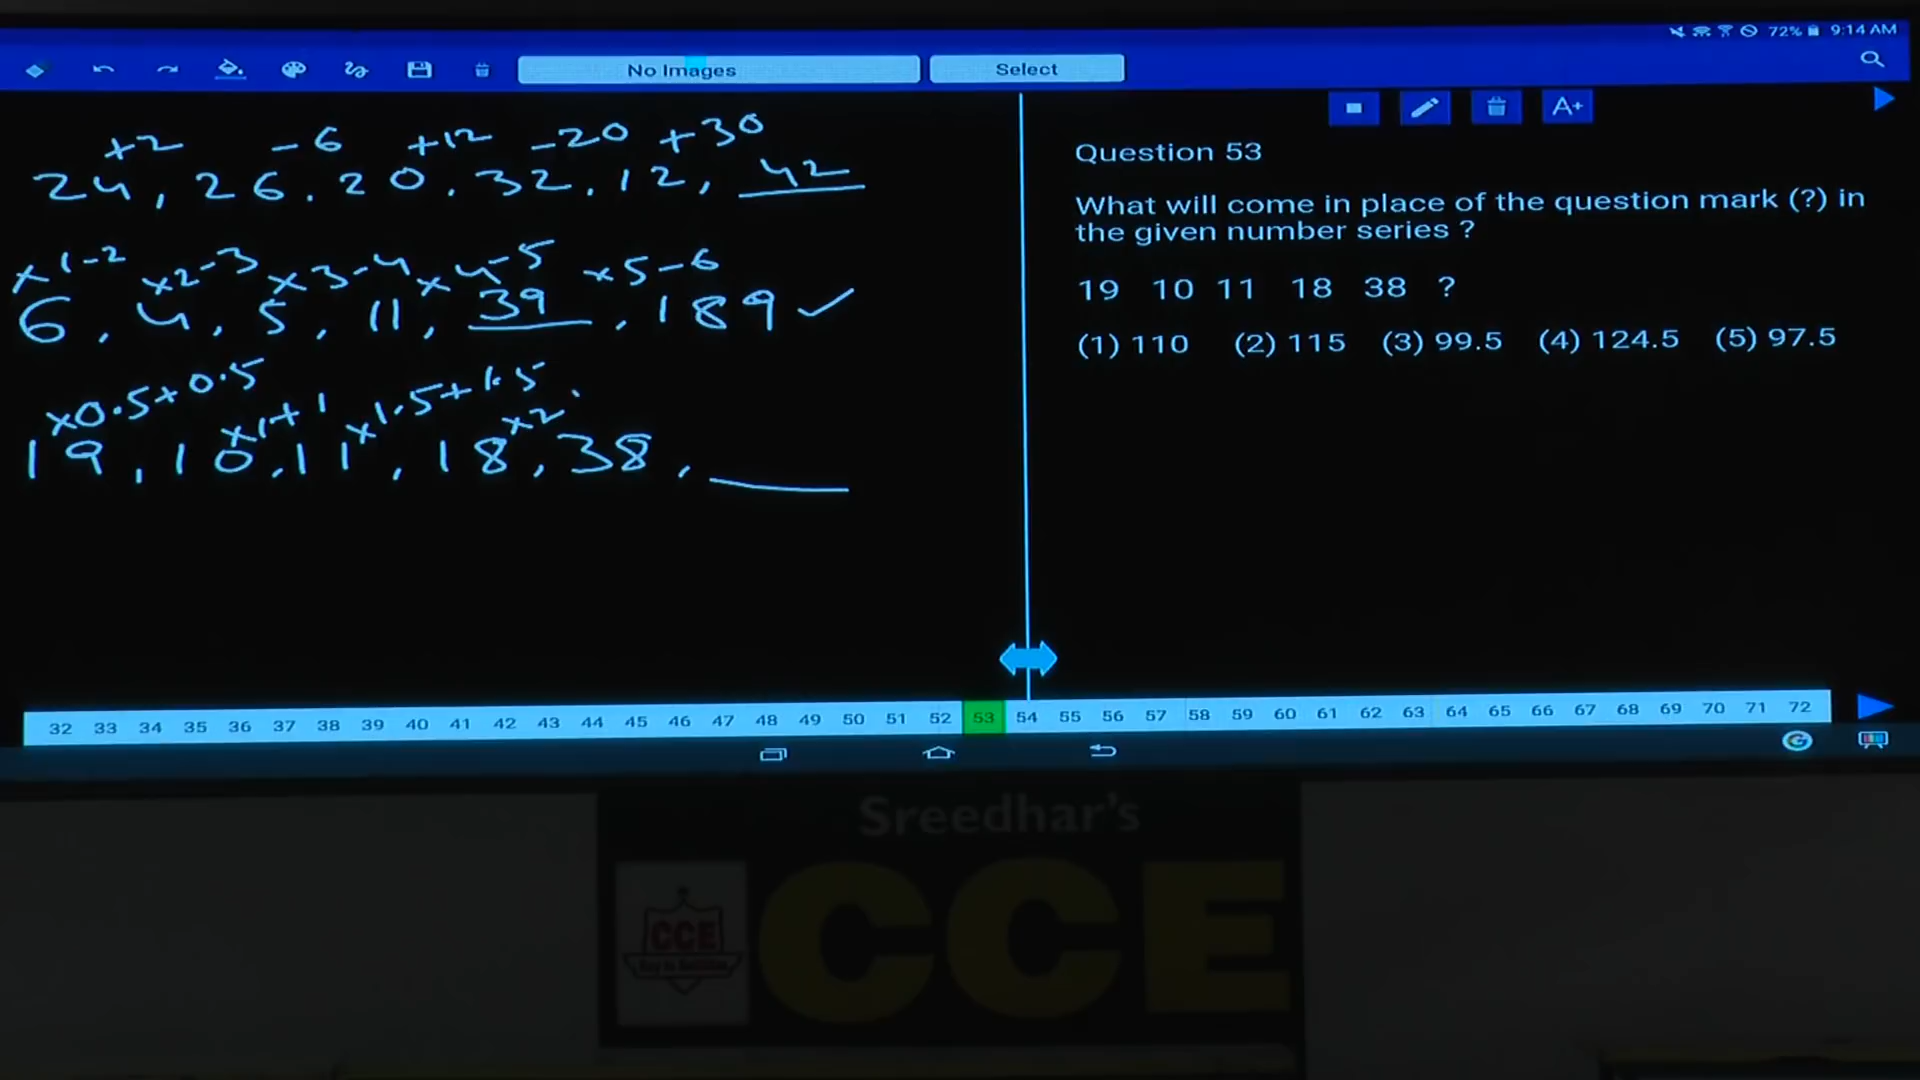 72% 9:14 AM
No Images Select
A+
+2 -6 +12 -20 +30
24, 26, 20, 32, 12, 42
×1-2 ×2-3 ×3-4 ×4-5 ×5-6
6, 4, 5, 11, 39, 189 ✓
×0.5+0.5 ×1+1 ×1.5+1.5 ×2
19, 10, 11, 18, 38, ____
Question 53
What will come in place of the question mark (?) in
the given number series ?
19 10 11 18 38 ?
(1) 110 (2) 115 (3) 99.5 (4) 124.5 (5) 97.5
32 33 34 35 36 37 38 39 40 41 42 43 44 45 46 47 48 49 50 51 52 53 54 55 56 57 58 59 60 61 62 63 64 65 66 67 68 69 70 71 72
Sreedhar's
CCE
CCE